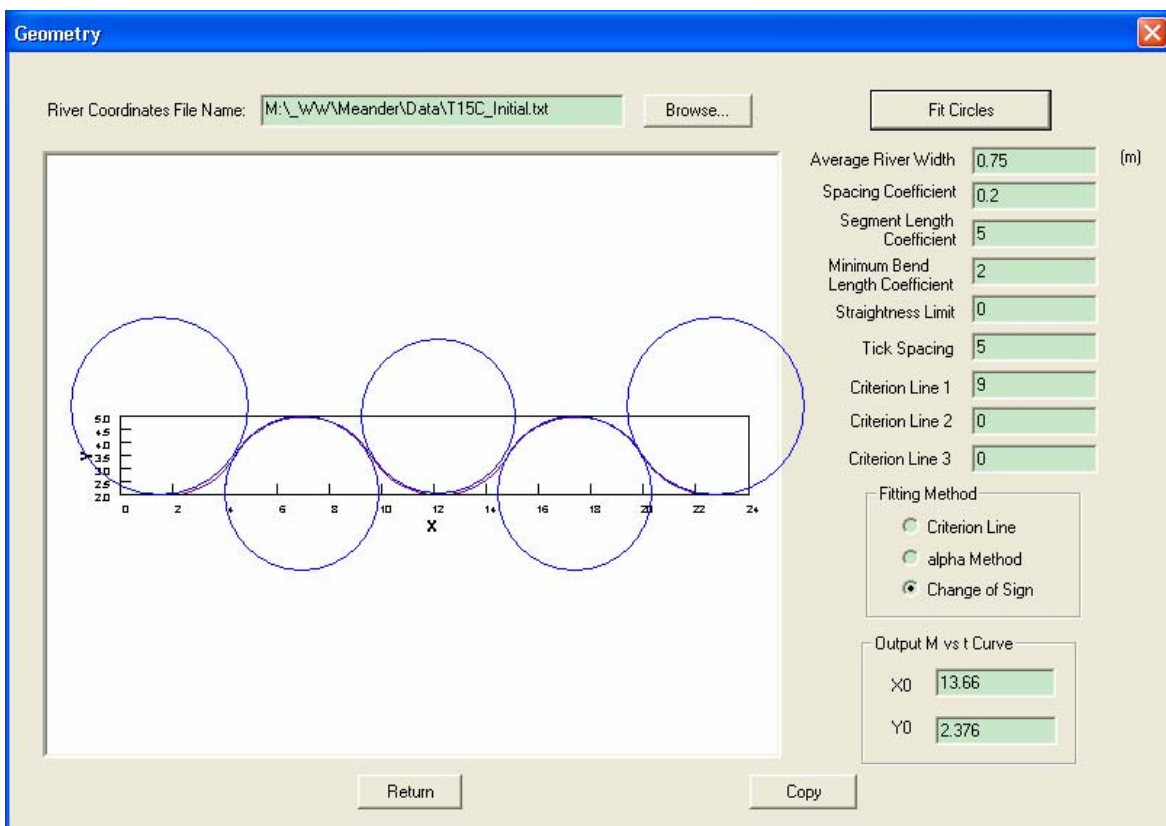 Geometry
River Coordinates File Name: M:\_WW\Meander\Data\T15C_Initial.txt Browse... Fit Circles
Average River Width 0.75 (m)
Spacing Coefficient 0.2
Segment Length
Coefficient 5
Minimum Bend
Length Coefficient 2
Straightness Limit 0
Tick Spacing 5
Criterion Line 1 9
Criterion Line 2 0
Criterion Line 3 0
Fitting Method
Criterion Line
alpha Method
Change of Sign
Output M vs t Curve
X0 13.66
Y0 2.376
5.0
4.5
4.0
3.5
3.0
2.5
2.0
Y
0 2 4 6 8 10 12 14 16 18 20 22 24
X
Return Copy